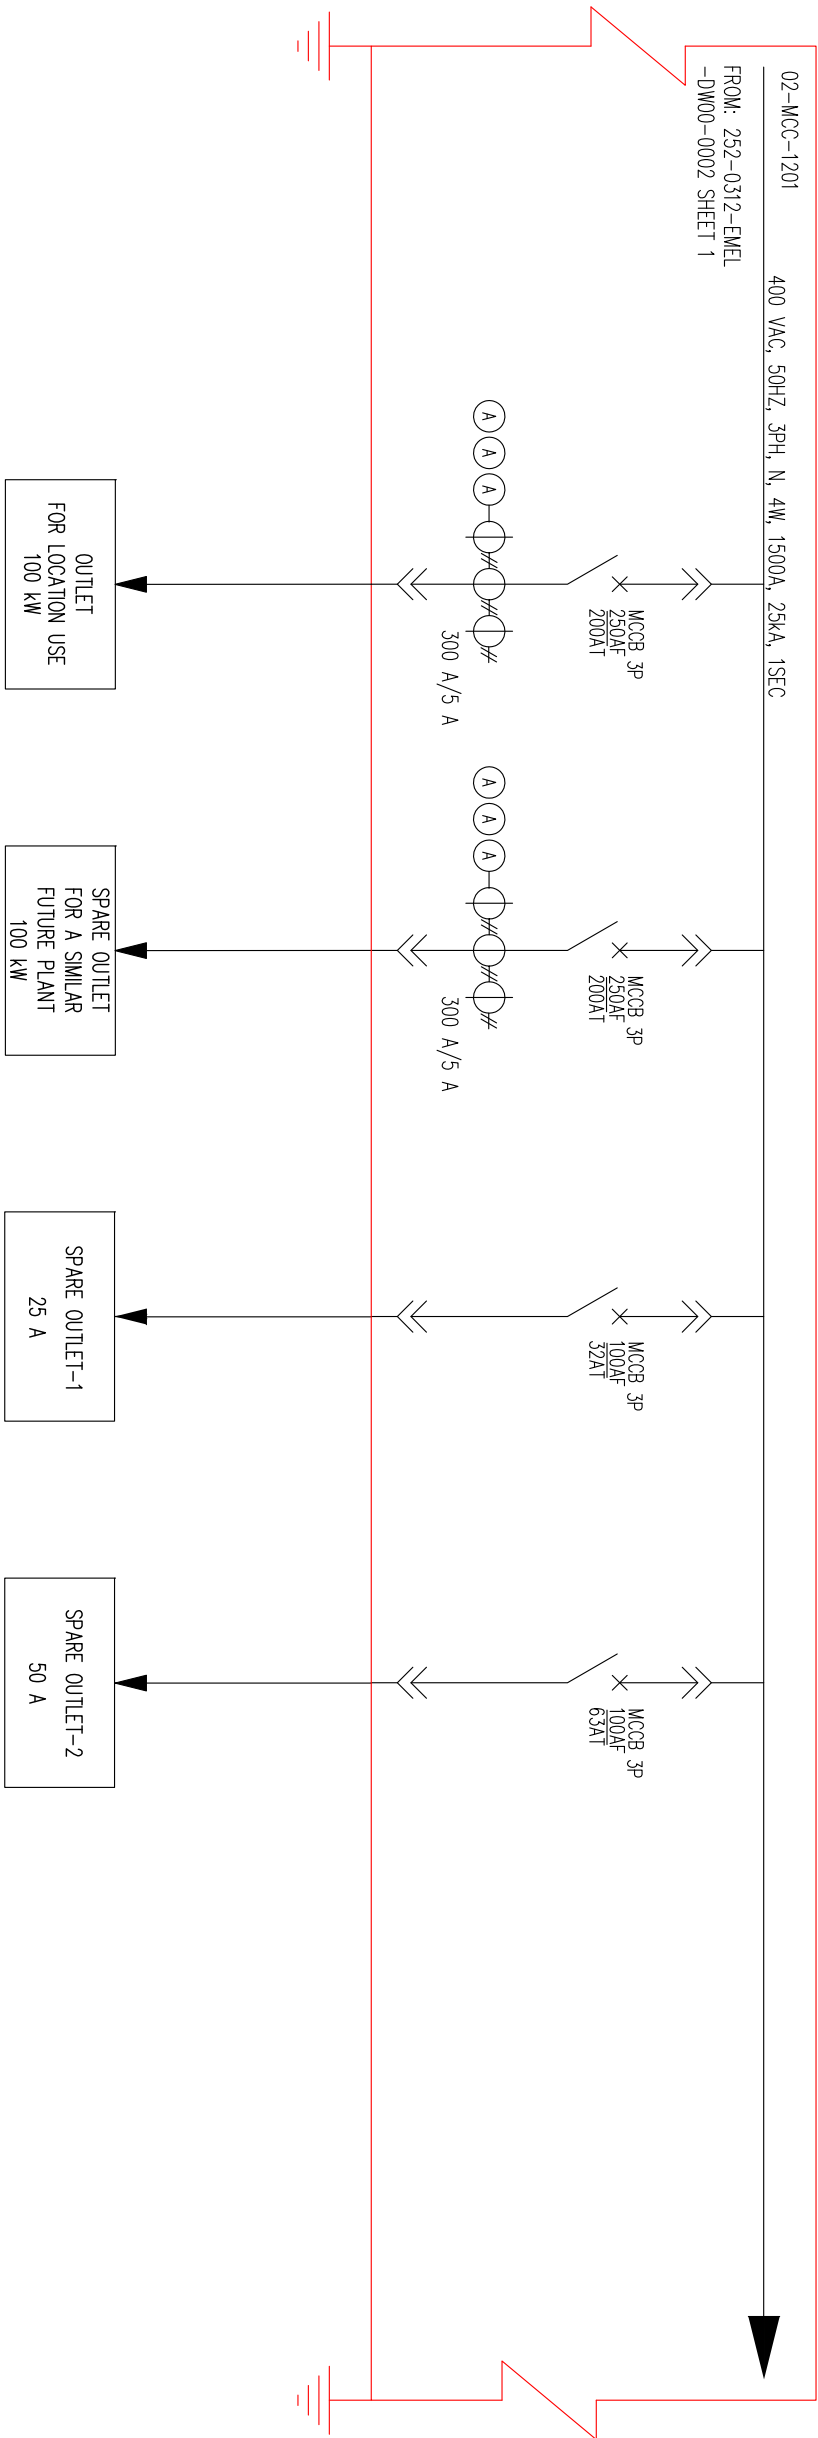 02-MCC-1201
400 VAC, 50HZ, 3PH, N, 4W, 1500A, 25kA, 1SEC
FROM: 252-0312-EMEL
-DW00-0002 SHEET 1
MCCB 3P
250AF
200AT
A A A
300 A/5 A
OUTLET
FOR LOCATION USE
100 kW
MCCB 3P
250AF
200AT
A A A
300 A/5 A
SPARE OUTLET
FOR A SIMILAR
FUTURE PLANT
100 kW
MCCB 3P
100AF
32AT
SPARE OUTLET-1
25 A
MCCB 3P
100AF
63AT
SPARE OUTLET-2
50 A